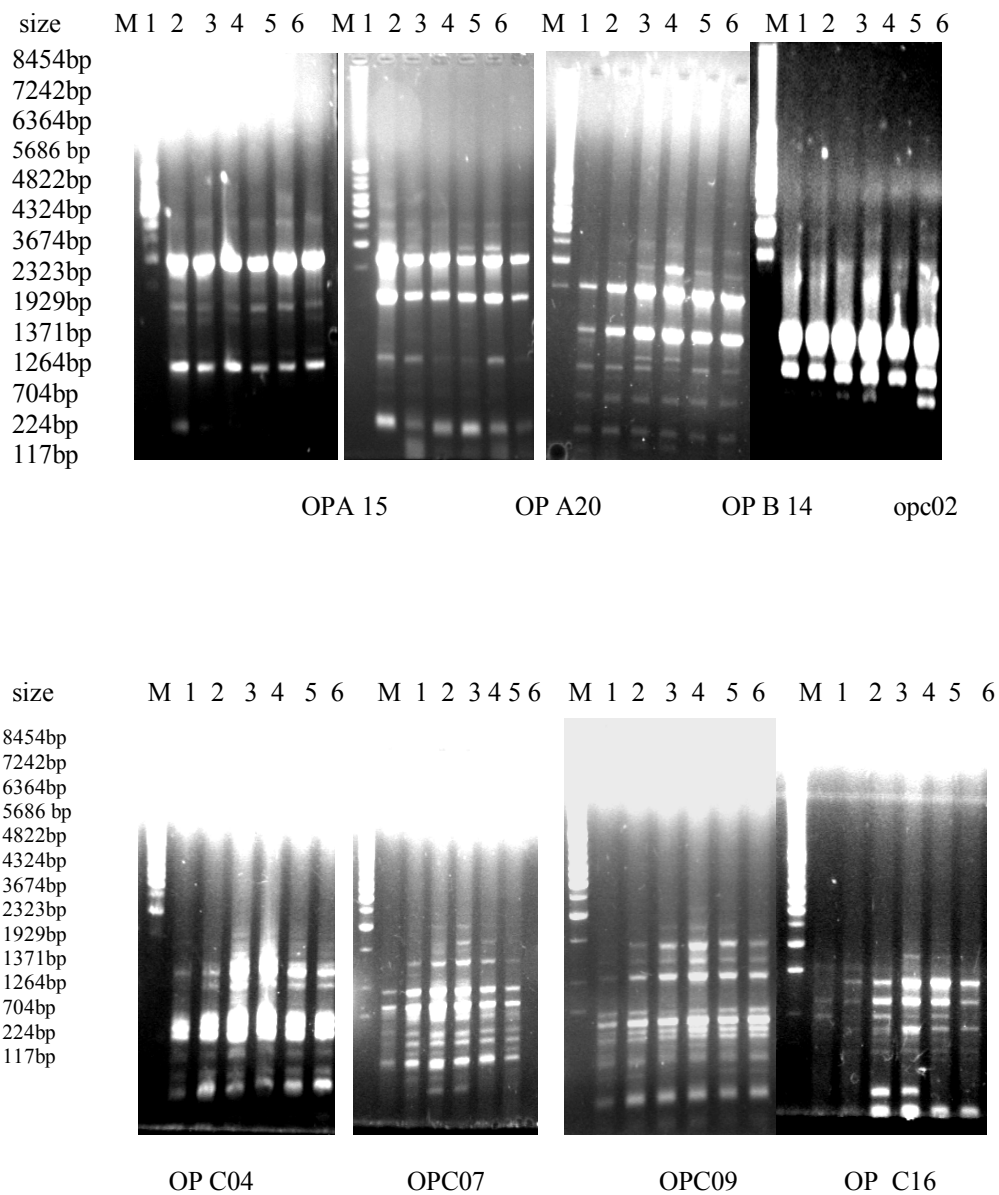 size M 1 2 3 4 5 6 M 1 2 3 4 5 6 M 1 2 3 4 5 6 M 1 2 3 4 5 6
8454bp
7242bp
6364bp
5686 bp
4822bp
4324bp
3674bp
2323bp
1929bp
1371bp
1264bp
704bp
224bp
117bp
OPA 15 OP A20 OP B 14 opc02
size M 1 2 3 4 5 6 M 1 2 3 4 5 6 M 1 2 3 4 5 6 M 1 2 3 4 5 6
8454bp
7242bp
6364bp
5686 bp
4822bp
4324bp
3674bp
2323bp
1929bp
1371bp
1264bp
704bp
224bp
117bp
OP C04 OPC07 OPC09 OP C16